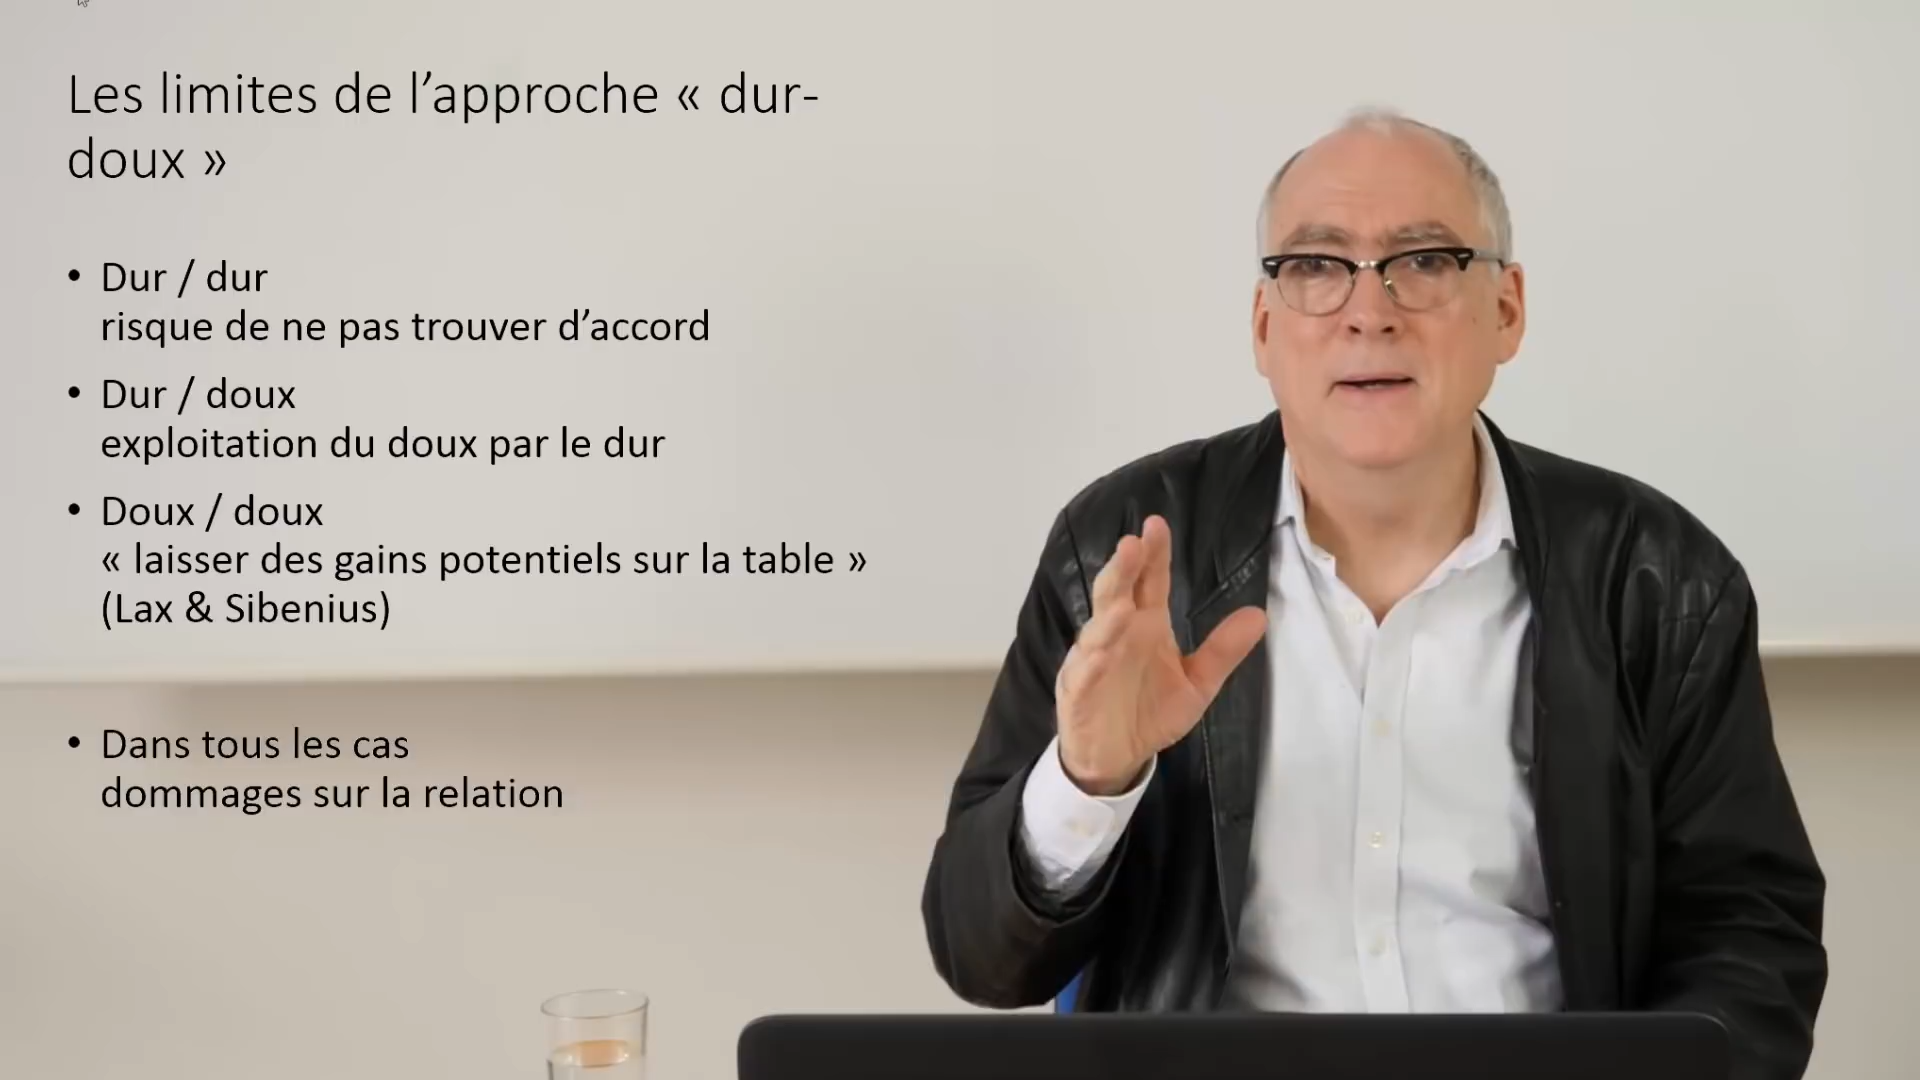 Les limites de l’approche « dur-
doux »
• Dur / dur
risque de ne pas trouver d’accord
• Dur / doux
exploitation du doux par le dur
• Doux / doux
« laisser des gains potentiels sur la table »
(Lax & Sibenius)
• Dans tous les cas
dommages sur la relation